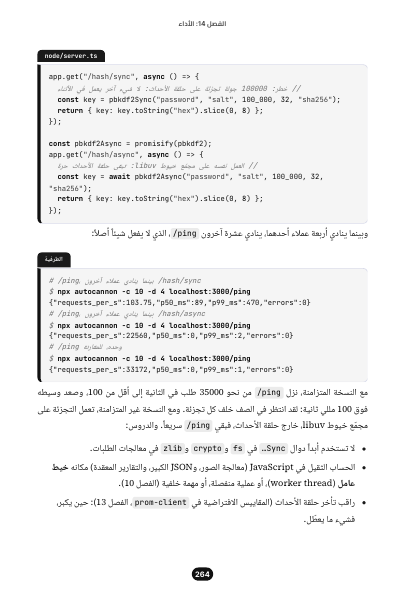 الفصل 14: الأداء
node/server.ts
app.get("/hash/sync", async () => {
// خطر: 100000 جولة تجزئة على حلقة الأحداث: لا شيء آخر يعمل في الأثناء
const key = pbkdf2Sync("password", "salt", 100_000, 32, "sha256");
return { key: key.toString("hex").slice(0, 8) };
});
const pbkdf2Async = promisify(pbkdf2);
app.get("/hash/async", async () => {
// العمل نفسه على مجمّع خيوط libuv: تبقى حلقة الأحداث حرة
const key = await pbkdf2Async("password", "salt", 100_000, 32,
"sha256");
return { key: key.toString("hex").slice(0, 8) };
});
وبينما ينادي أربعة عملاء أحدهما، ينادي عشرة آخرون /ping، الذي لا يفعل شيئاً أصلاً:
الطرفية
# /ping، بينما ينادي عملاء آخرون /hash/sync
$ npx autocannon -c 10 -d 4 localhost:3000/ping
{"requests_per_s":103.75,"p50_ms":89,"p99_ms":470,"errors":0}
# /ping، بينما ينادي عملاء آخرون /hash/async
$ npx autocannon -c 10 -d 4 localhost:3000/ping
{"requests_per_s":22560,"p50_ms":0,"p99_ms":2,"errors":0}
# /ping وحده، للمقارنة
$ npx autocannon -c 10 -d 4 localhost:3000/ping
{"requests_per_s":33172,"p50_ms":0,"p99_ms":1,"errors":0}
مع النسخة المتزامنة، نزل /ping من نحو 35000 طلب في الثانية إلى أقل من 100، وصعد وسيطه
فوق 100 مللي ثانية: لقد انتظر في الصف خلف كل تجزئة. ومع النسخة غير المتزامنة، تعمل التجزئة على
مجمّع خيوط libuv، خارج حلقة الأحداث، فيبقى /ping سريعاً. والدروس:
• لا تستخدم أبداً دوال …Sync في fs و crypto و zlib في معالجات الطلبات.
• الحساب الثقيل في JavaScript (معالجة الصور، وJSON الكبير، والتقارير المعقدة) مكانه خيط
عامل (worker thread)، أو عملية منفصلة، أو مهمة خلفية (الفصل 10).
• راقب تأخر حلقة الأحداث (المقاييس الافتراضية في prom-client، الفصل 13): حين يكبر،
فشيء ما يعطّل.
264